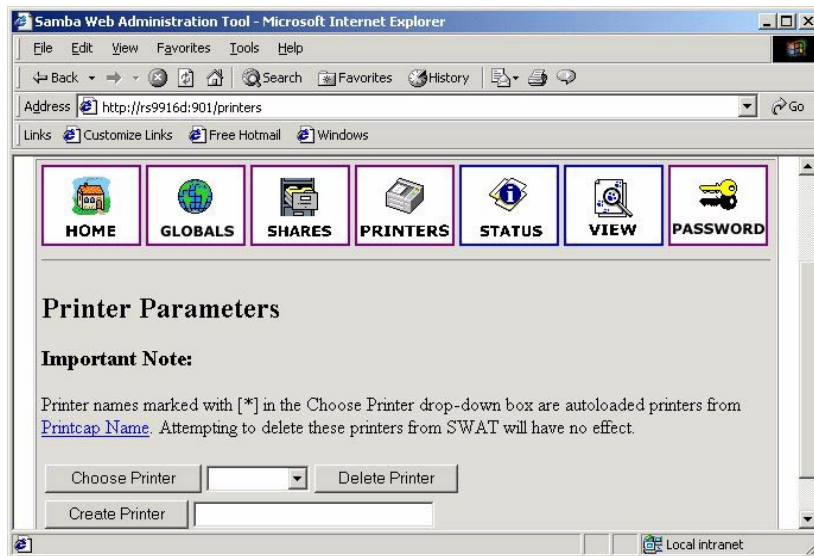 Samba Web Administration Tool - Microsoft Internet Explorer
File Edit View Favorites Tools Help
Back Search Favorites History
Address http://rs9916d:901/printers Go
Links Customize Links Free Hotmail Windows
HOME GLOBALS SHARES PRINTERS STATUS VIEW PASSWORD
Printer Parameters
Important Note:
Printer names marked with [*] in the Choose Printer drop-down box are autoloaded printers from
Printcap Name. Attempting to delete these printers from SWAT will have no effect.
Choose Printer Delete Printer
Create Printer
Local intranet